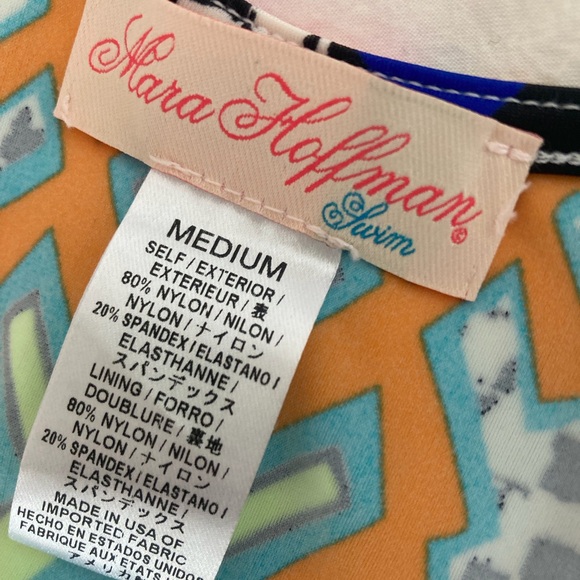 Mara Hoffman®
Swim
MEDIUM
SELF/EXTERIOR/
EXTERIEUR/表
80% NYLON/NILON/
NYLON/ナイロン
20% SPANDEX/ELASTANO/
ELASTHANNE/
スパンデックス
LINING/FORRO/
DOUBLURE/裏地
80% NYLON/NILON/
NYLON/ナイロン
20% SPANDEX/ELASTANO/
ELASTHANNE/
スパンデックス
MADE IN USA OF
IMPORTED FABRIC
HECHO EN ESTADOS UNIDOS
FABRIQUE AUX ETATS